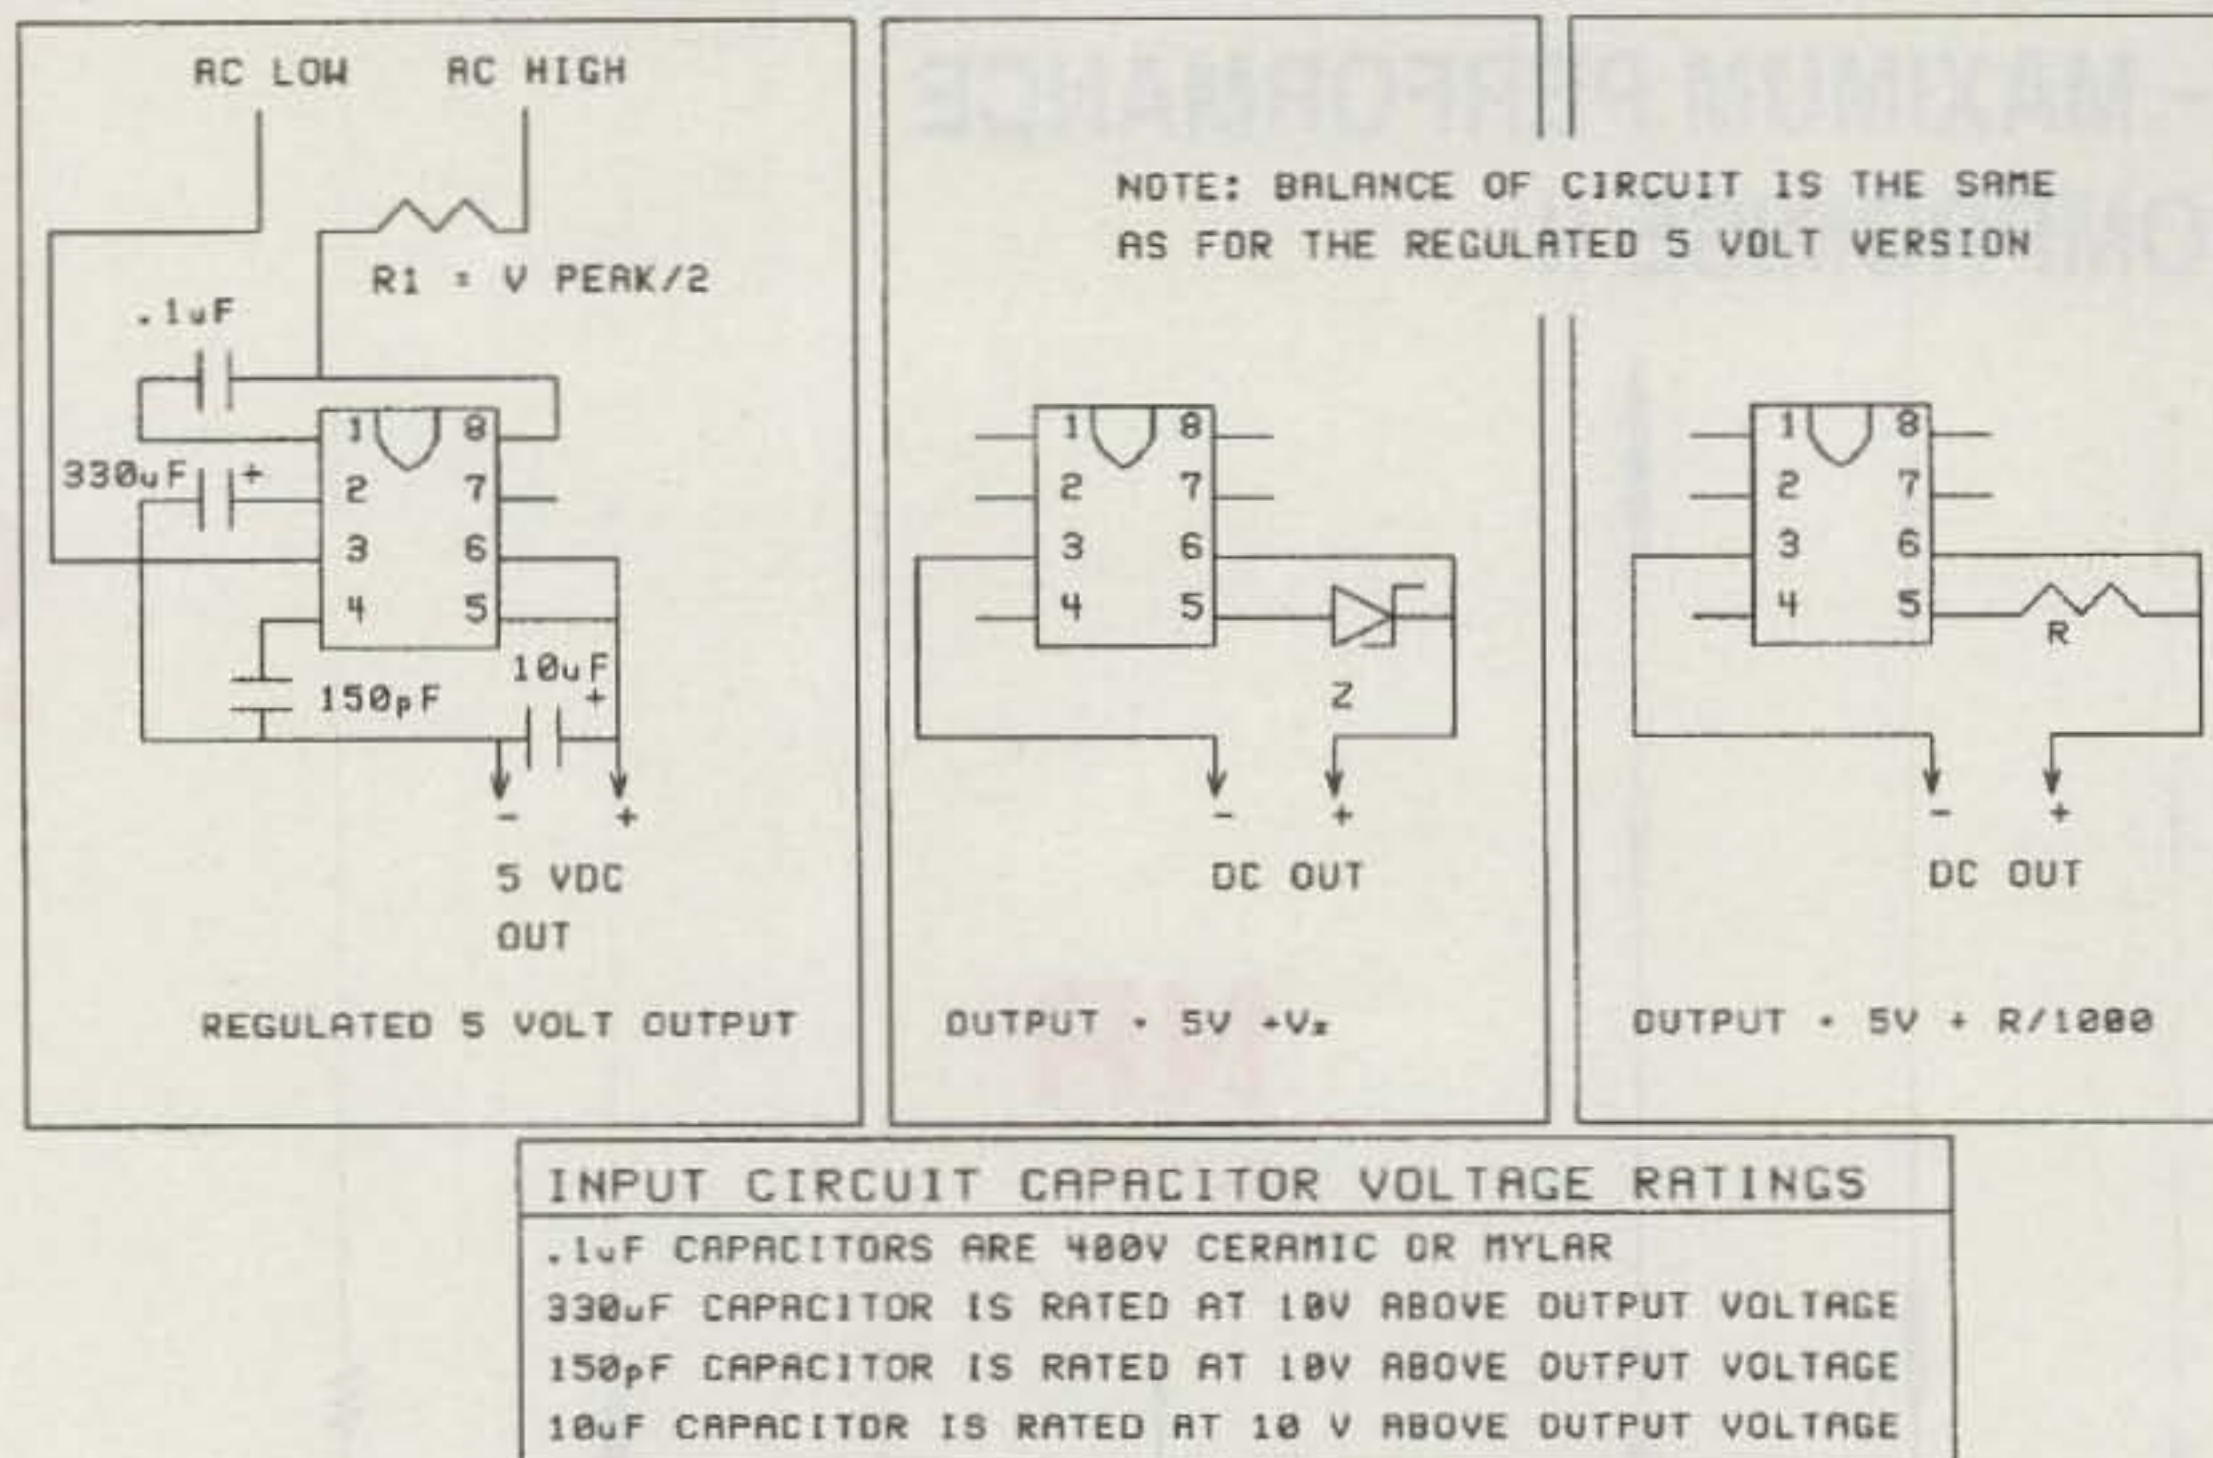 AC LOW AC HIGH
R1 = V PEAK/2
.1uF
330uF +
1 8
2 7
3 6
4 5
150pF
10uF
+
- +
5 VDC
OUT
REGULATED 5 VOLT OUTPUT
NOTE: BALANCE OF CIRCUIT IS THE SAME
AS FOR THE REGULATED 5 VOLT VERSION
1 8
2 7
3 6
4 5
Z
- +
DC OUT
OUTPUT = 5V +Vz
1 8
2 7
3 6
4 5
R
- +
DC OUT
OUTPUT = 5V + R/1000
INPUT CIRCUIT CAPACITOR VOLTAGE RATINGS
.1uF CAPACITORS ARE 400V CERAMIC OR MYLAR
330uF CAPACITOR IS RATED AT 10V ABOVE OUTPUT VOLTAGE
150pF CAPACITOR IS RATED AT 10V ABOVE OUTPUT VOLTAGE
10uF CAPACITOR IS RATED AT 10 V ABOVE OUTPUT VOLTAGE